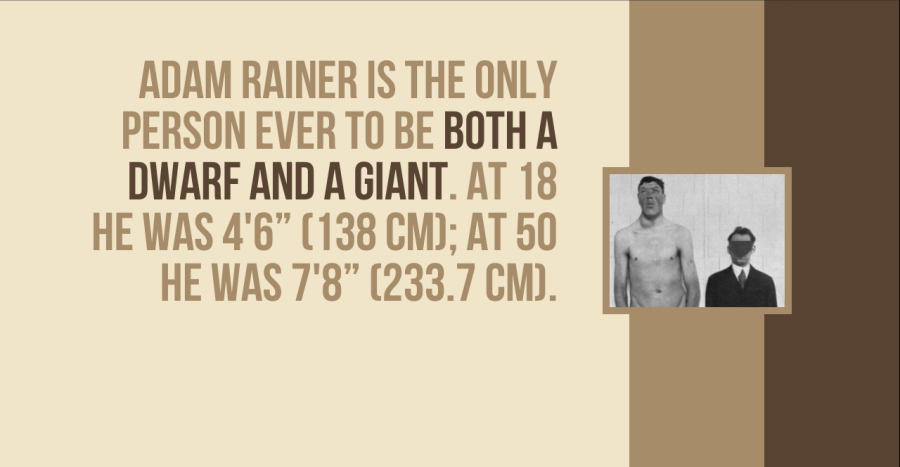 ADAM RAINER IS THE ONLY
PERSON EVER TO BE BOTH A
DWARF AND A GIANT. AT 18
HE WAS 4'6” (138 CM); AT 50
HE WAS 7'8” (233.7 CM).